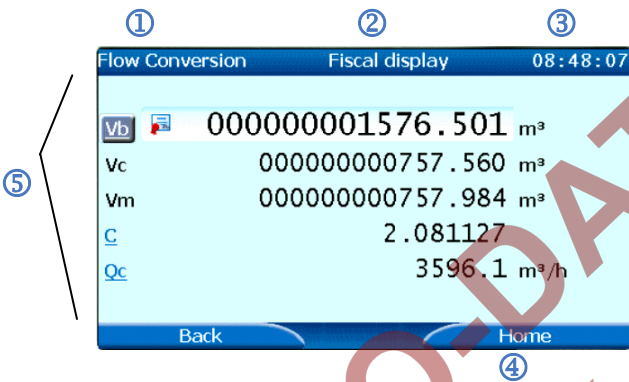 ① ② ③
Flow Conversion Fiscal display 08:48:07
Vb 000000001576.501 m³
Vc 000000000757.560 m³
⑤
Vm 000000000757.984 m³
C 2.081127
Qc 3596.1 m³/h
Back Home
④
O-DAT